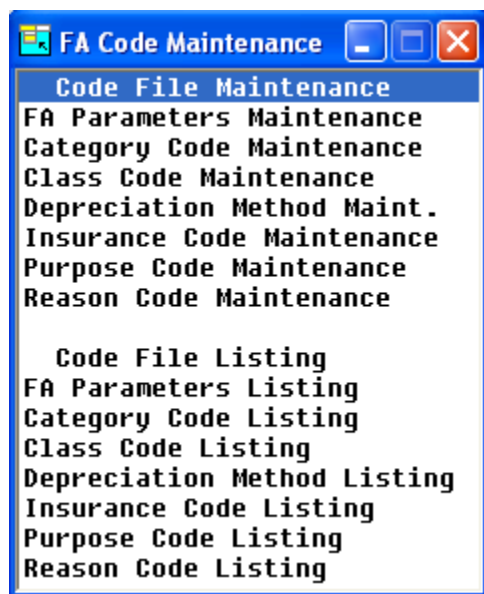 FA Code Maintenance
Code File Maintenance
FA Parameters Maintenance
Category Code Maintenance
Class Code Maintenance
Depreciation Method Maint.
Insurance Code Maintenance
Purpose Code Maintenance
Reason Code Maintenance
Code File Listing
FA Parameters Listing
Category Code Listing
Class Code Listing
Depreciation Method Listing
Insurance Code Listing
Purpose Code Listing
Reason Code Listing